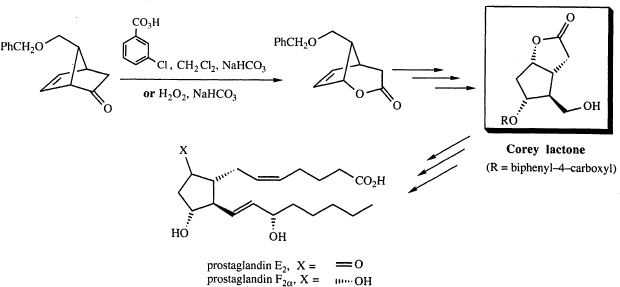 PhCH₂O
O
CO₃H
Cl, CH₂Cl₂, NaHCO₃
or H₂O₂, NaHCO₃
PhCH₂O
O
O
O
O
RO
OH
Corey lactone
(R = biphenyl–4–carboxyl)
X
CO₂H
HO
OH
prostaglandin E₂, X = =O
prostaglandin F₂α, X = OH